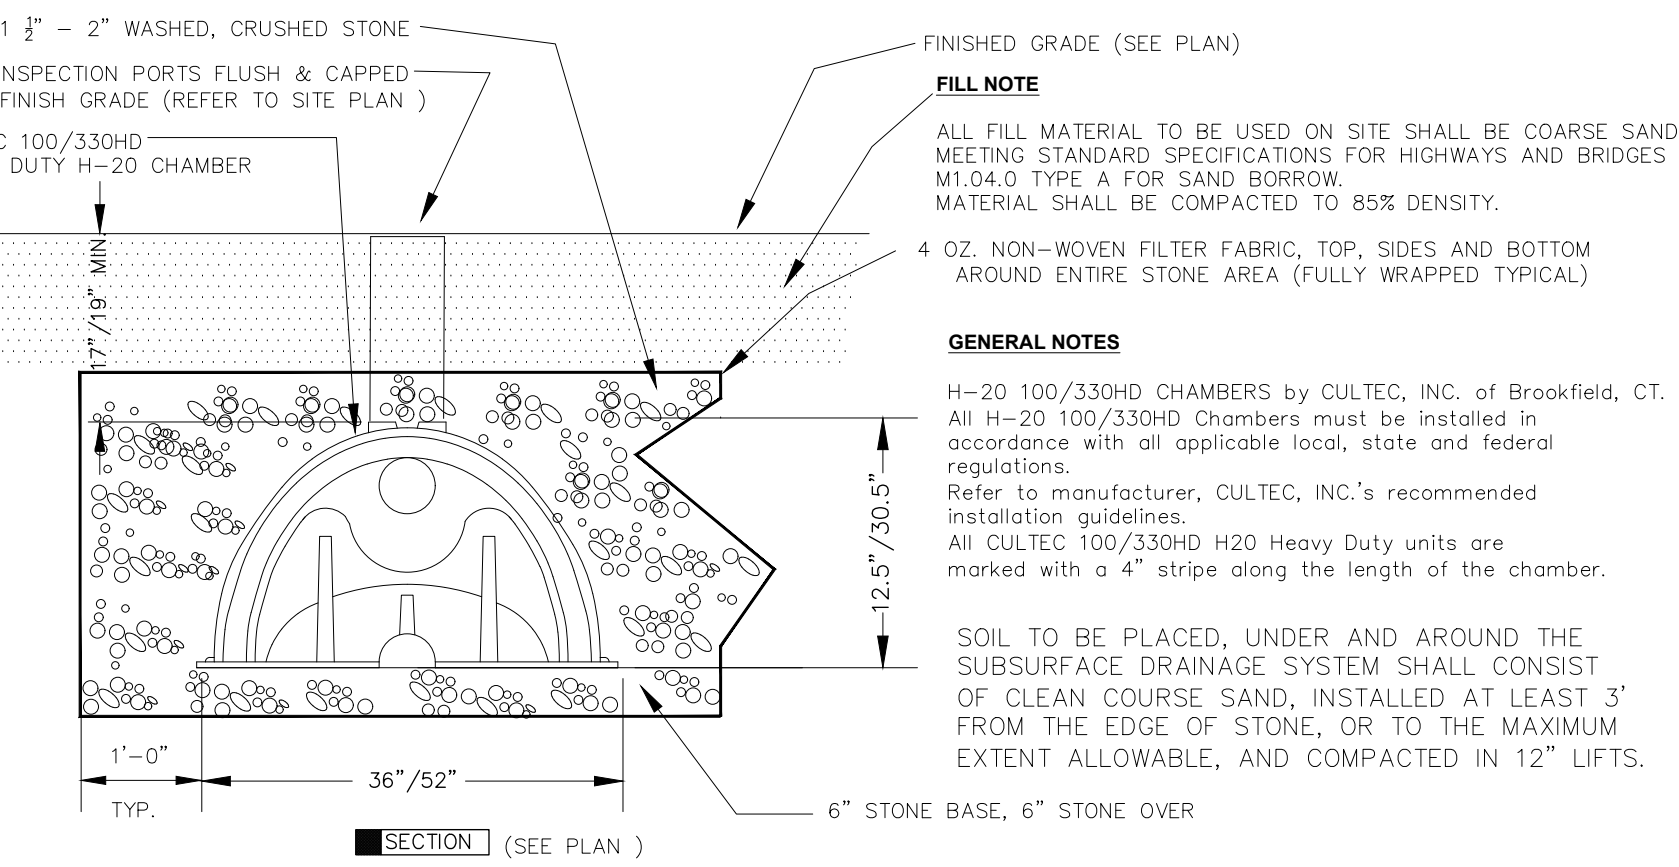 1 1/2" - 2" WASHED, CRUSHED STONE
NSPECTION PORTS FLUSH & CAPPED
FINISH GRADE (REFER TO SITE PLAN )
C 100/330HD
DUTY H-20 CHAMBER
17"/19" MIN.
FINISHED GRADE (SEE PLAN)
FILL NOTE
ALL FILL MATERIAL TO BE USED ON SITE SHALL BE COARSE SAND
MEETING STANDARD SPECIFICATIONS FOR HIGHWAYS AND BRIDGES
M1.04.0 TYPE A FOR SAND BORROW.
MATERIAL SHALL BE COMPACTED TO 85% DENSITY.
4 OZ. NON-WOVEN FILTER FABRIC, TOP, SIDES AND BOTTOM
AROUND ENTIRE STONE AREA (FULLY WRAPPED TYPICAL)
GENERAL NOTES
H-20 100/330HD CHAMBERS by CULTEC, INC. of Brookfield, CT.
All H-20 100/330HD Chambers must be installed in
accordance with all applicable local, state and federal
regulations.
Refer to manufacturer, CULTEC, INC.'s recommended
installation guidelines.
All CULTEC 100/330HD H20 Heavy Duty units are
marked with a 4" stripe along the length of the chamber.
12.5"/30.5"
SOIL TO BE PLACED, UNDER AND AROUND THE
SUBSURFACE DRAINAGE SYSTEM SHALL CONSIST
OF CLEAN COURSE SAND, INSTALLED AT LEAST 3'
FROM THE EDGE OF STONE, OR TO THE MAXIMUM
EXTENT ALLOWABLE, AND COMPACTED IN 12" LIFTS.
1'-0"
TYP.
36"/52"
6" STONE BASE, 6" STONE OVER
SECTION (SEE PLAN )